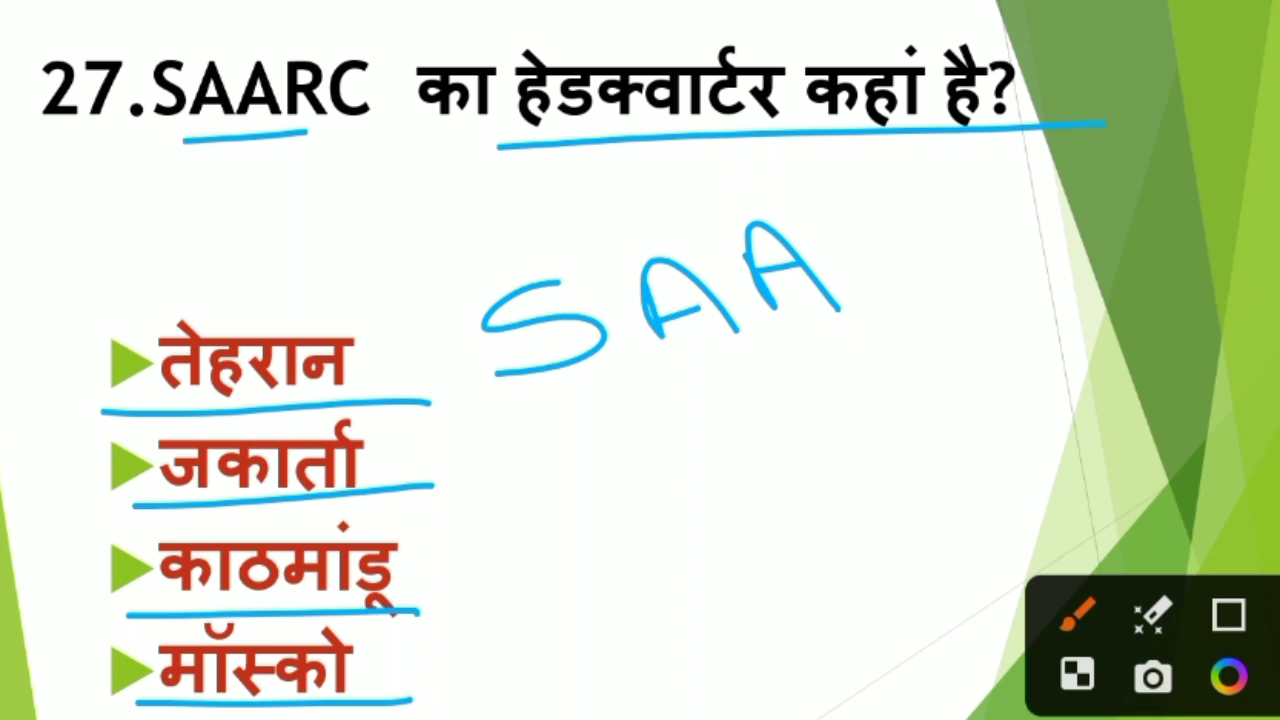 27.SAARC का हेडक्वार्टर कहां है?
SAA
तेहरान
जकार्ता
काठमांडू
मॉस्को